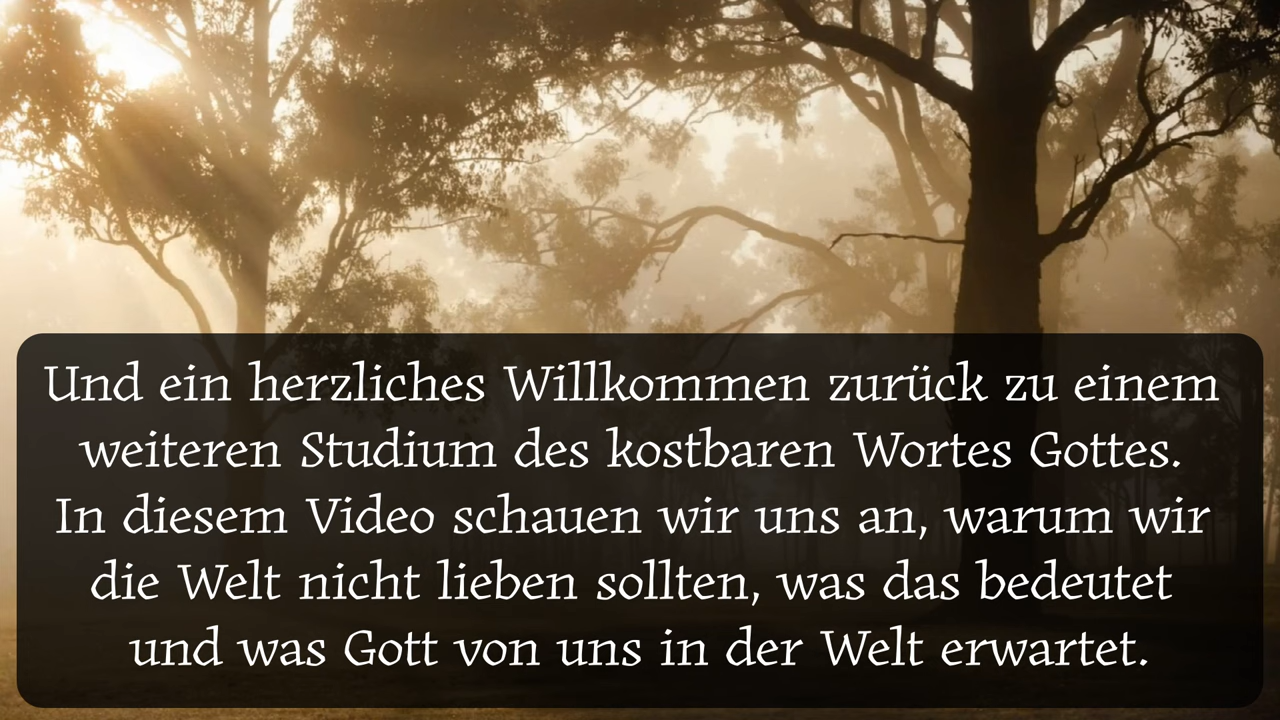 Und ein herzliches Willkommen zurück zu einem
weiteren Studium des kostbaren Wortes Gottes.
In diesem Video schauen wir uns an, warum wir
die Welt nicht lieben sollten, was das bedeutet
und was Gott von uns in der Welt erwartet.